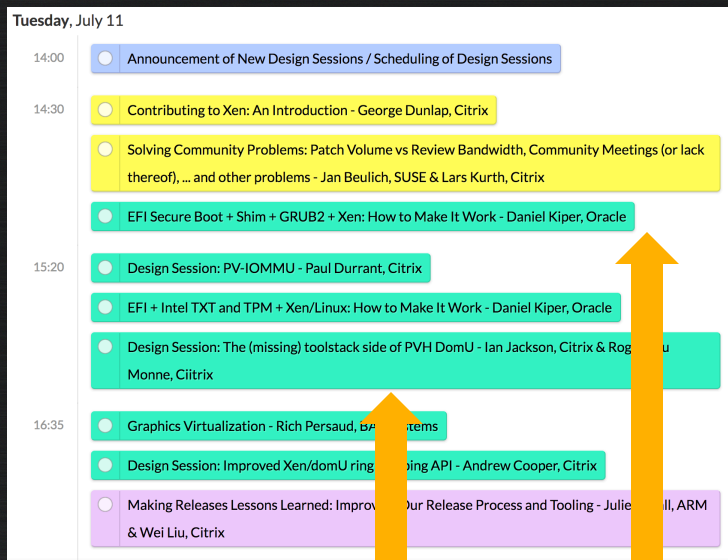 Tuesday, July 11
14:00
Announcement of New Design Sessions / Scheduling of Design Sessions
14:30
Contributing to Xen: An Introduction - George Dunlap, Citrix
Solving Community Problems: Patch Volume vs Review Bandwidth, Community Meetings (or lack
thereof), ... and other problems - Jan Beulich, SUSE & Lars Kurth, Citrix
EFI Secure Boot + Shim + GRUB2 + Xen: How to Make It Work - Daniel Kiper, Oracle
15:20
Design Session: PV-IOMMU - Paul Durrant, Citrix
EFI + Intel TXT and TPM + Xen/Linux: How to Make It Work - Daniel Kiper, Oracle
Design Session: The (missing) toolstack side of PVH DomU - Ian Jackson, Citrix &
Monne, Ciitrix
16:35
Graphics Virtualization - Rich Persaud,
Design Session: Improved Xen/domU ring API - Andrew Cooper, Citrix
Making Releases Lessons Learned: Our Release Process and Tooling - ARM
& Wei Liu, Citrix